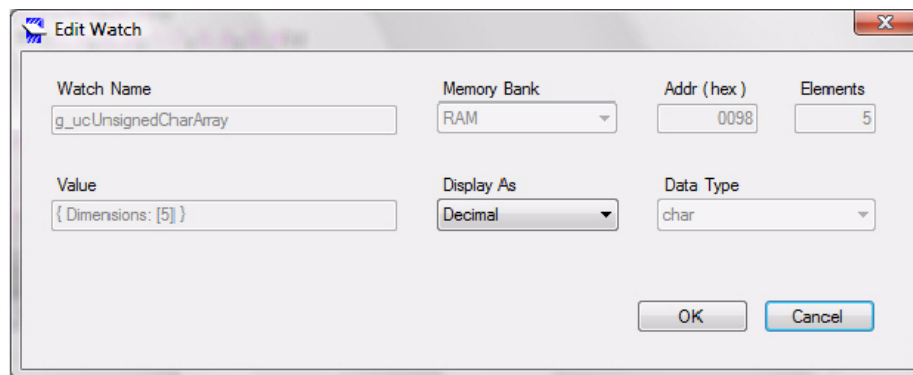 Edit Watch
Watch Name Memory Bank Addr ( hex ) Elements
g_ucUnsignedCharArray RAM 0098 5
Value Display As Data Type
{ Dimensions: [5] } Decimal char
OK Cancel